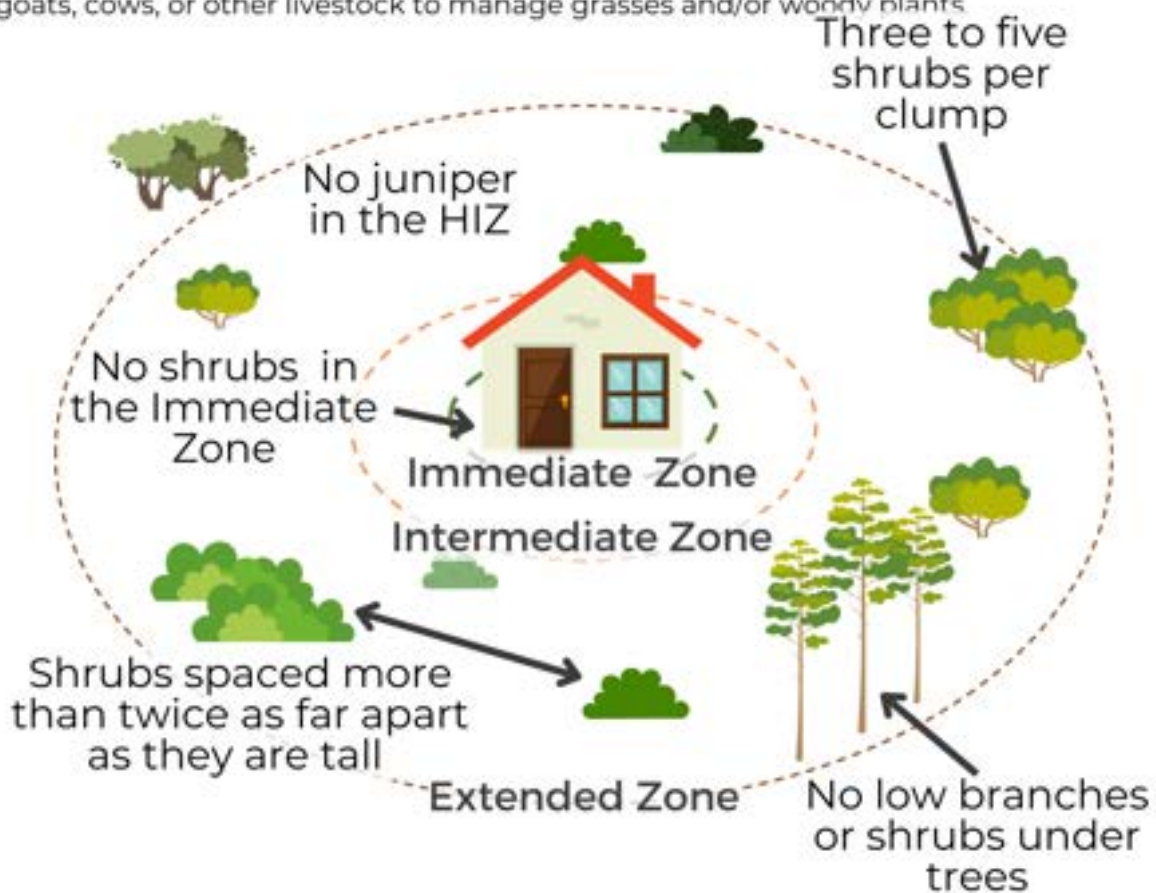 goats, cows, or other livestock to manage grasses and/or woody plants.
Three to five
shrubs per
clump
No juniper
in the HIZ
No shrubs in
the Immediate
Zone
Immediate Zone
Intermediate Zone
Shrubs spaced more
than twice as far apart
as they are tall
Extended Zone
No low branches
or shrubs under
trees